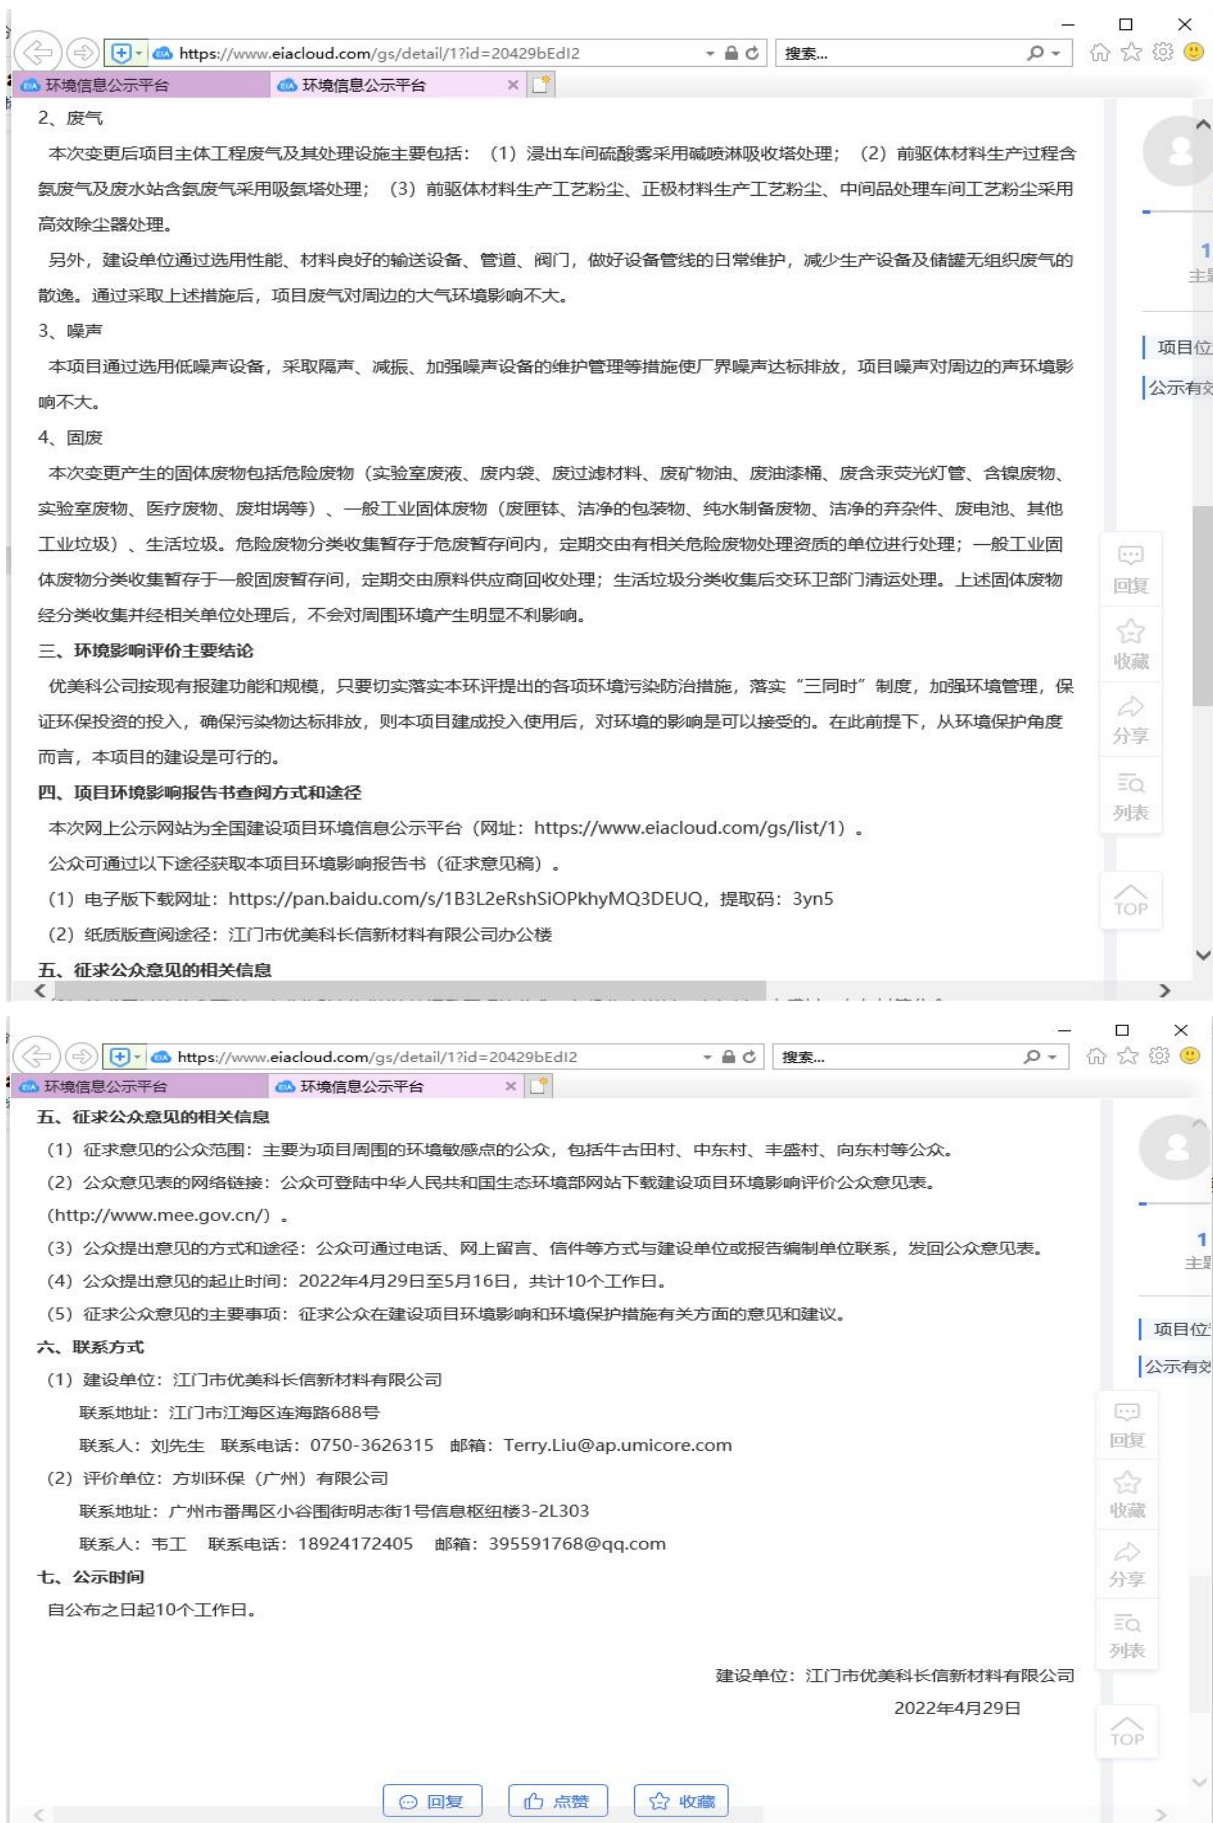 https://www.eiacloud.com/gs/detail/1?id=20429bEdI2
搜索...
环境信息公示平台
环境信息公示平台
2、废气
本次变更后项目主体工程废气及其处理设施主要包括：（1）浸出车间硫酸雾采用碱喷淋吸收塔处理；（2）前驱体材料生产过程含
氨废气及废水站含氨废气采用吸氨塔处理；（3）前驱体材料生产工艺粉尘、正极材料生产工艺粉尘、中间品处理车间工艺粉尘采用
高效除尘器处理。
另外，建设单位通过选用性能、材料良好的输送设备、管道、阀门，做好设备管线的日常维护，减少生产设备及储罐无组织废气的
散逸。通过采取上述措施后，项目废气对周边的大气环境影响不大。
3、噪声
本项目通过选用低噪声设备，采取隔声、减振、加强噪声设备的维护管理等措施使厂界噪声达标排放，项目噪声对周边的声环境影
响不大。
4、固废
本次变更产生的固体废物包括危险废物（实验室废液、废内袋、废过滤材料、废矿物油、废油漆桶、废含汞荧光灯管、含镍废物、
实验室废物、医疗废物、废坩埚等）、一般工业固体废物（废匣钵、洁净的包装物、纯水制备废物、洁净的弃杂件、废电池、其他
工业垃圾）、生活垃圾。危险废物分类收集暂存于危废暂存间内，定期交由有相关危险废物处理资质的单位进行处理；一般工业固
体废物分类收集暂存于一般固废暂存间，定期交由原料供应商回收处理；生活垃圾分类收集后交环卫部门清运处理。上述固体废物
经分类收集并经相关单位处理后，不会对周围环境产生明显不利影响。
三、环境影响评价主要结论
优美科公司按现有报建功能和规模，只要切实落实本环评提出的各项环境污染防治措施，落实“三同时”制度，加强环境管理，保
证环保投资的投入，确保污染物达标排放，则本项目建成投入使用后，对环境的影响是可以接受的。在此前提下，从环境保护角度
而言，本项目的建设是可行的。
四、项目环境影响报告书查阅方式和途径
本次网上公示网站为全国建设项目环境信息公示平台（网址：https://www.eiacloud.com/gs/list/1）。
公众可通过以下途径获取本项目环境影响报告书（征求意见稿）。
（1）电子版下载网址：https://pan.baidu.com/s/1B3L2eRshSiOPkhyMQ3DEUQ，提取码：3yn5
（2）纸质版查阅途径：江门市优美科长信新材料有限公司办公楼
五、征求公众意见的相关信息
1
主
项目位
公示有效
回复
收藏
分享
列表
TOP
https://www.eiacloud.com/gs/detail/1?id=20429bEdI2
搜索...
环境信息公示平台
环境信息公示平台
五、征求公众意见的相关信息
（1）征求意见的公众范围：主要为项目周围的环境敏感点的公众，包括牛古田村、中东村、丰盛村、向东村等公众。
（2）公众意见表的网络链接：公众可登陆中华人民共和国生态环境部网站下载建设项目环境影响评价公众意见表。
（http://www.mee.gov.cn/）。
（3）公众提出意见的方式和途径：公众可通过电话、网上留言、信件等方式与建设单位或报告编制单位联系，发回公众意见表。
（4）公众提出意见的起止时间：2022年4月29日至5月16日，共计10个工作日。
（5）征求公众意见的主要事项：征求公众在建设项目环境影响和环境保护措施有关方面的意见和建议。
六、联系方式
（1）建设单位：江门市优美科长信新材料有限公司
联系地址：江门市江海区连海路688号
联系人：刘先生 联系电话：0750-3626315 邮箱：Terry.Liu@ap.umicore.com
（2）评价单位：方圳环保（广州）有限公司
联系地址：广州市番禺区小谷围街明志街1号信息枢纽楼3-2L303
联系人：韦工 联系电话：18924172405 邮箱：395591768@qq.com
七、公示时间
自公布之日起10个工作日。
建设单位：江门市优美科长信新材料有限公司
2022年4月29日
回复
点赞
收藏
1
主
项目位
公示有效
回复
收藏
分享
列表
TOP